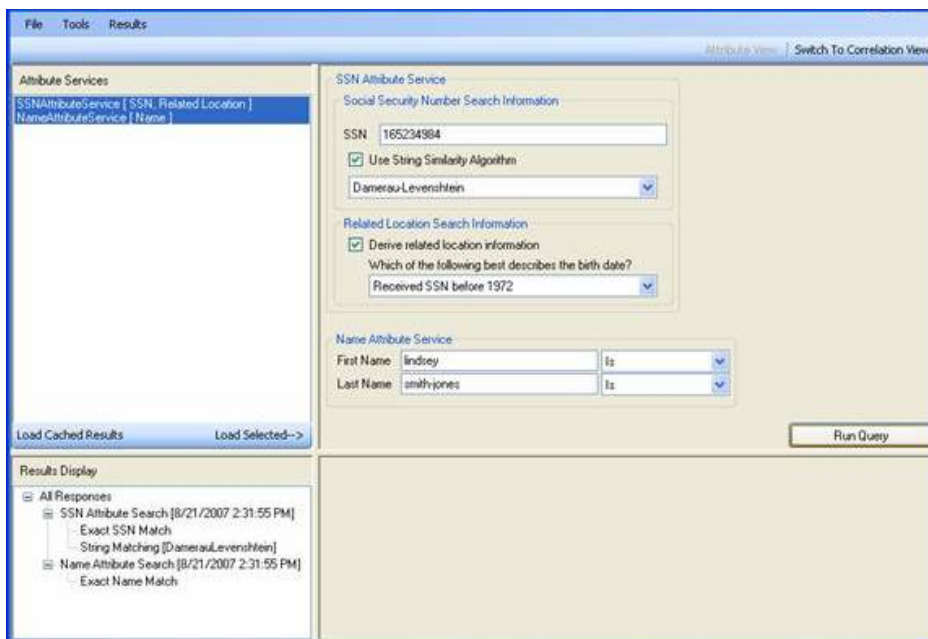 File Tools Results
Attribute View Switch To Correlation View
Attribute Services
SSNAttributeService [ SSN, Related Location ]
NameAttributeService [ Name ]
Load Cached Results Load Selected-->
SSN Attribute Service
Social Security Number Search Information
SSN 165234984
Use String Similarity Algorithm
Damerau-Levenshtein
Related Location Search Information
Derive related location information
Which of the following best describes the birth date?
Received SSN before 1972
Name Attribute Service
First Name lindsey Is
Last Name smith-jones Is
Run Query
Results Display
All Responses
SSN Attribute Search [8/21/2007 2:31:55 PM]
Exact SSN Match
String Matching [DamerauLevenshtein]
Name Attribute Search [8/21/2007 2:31:55 PM]
Exact Name Match